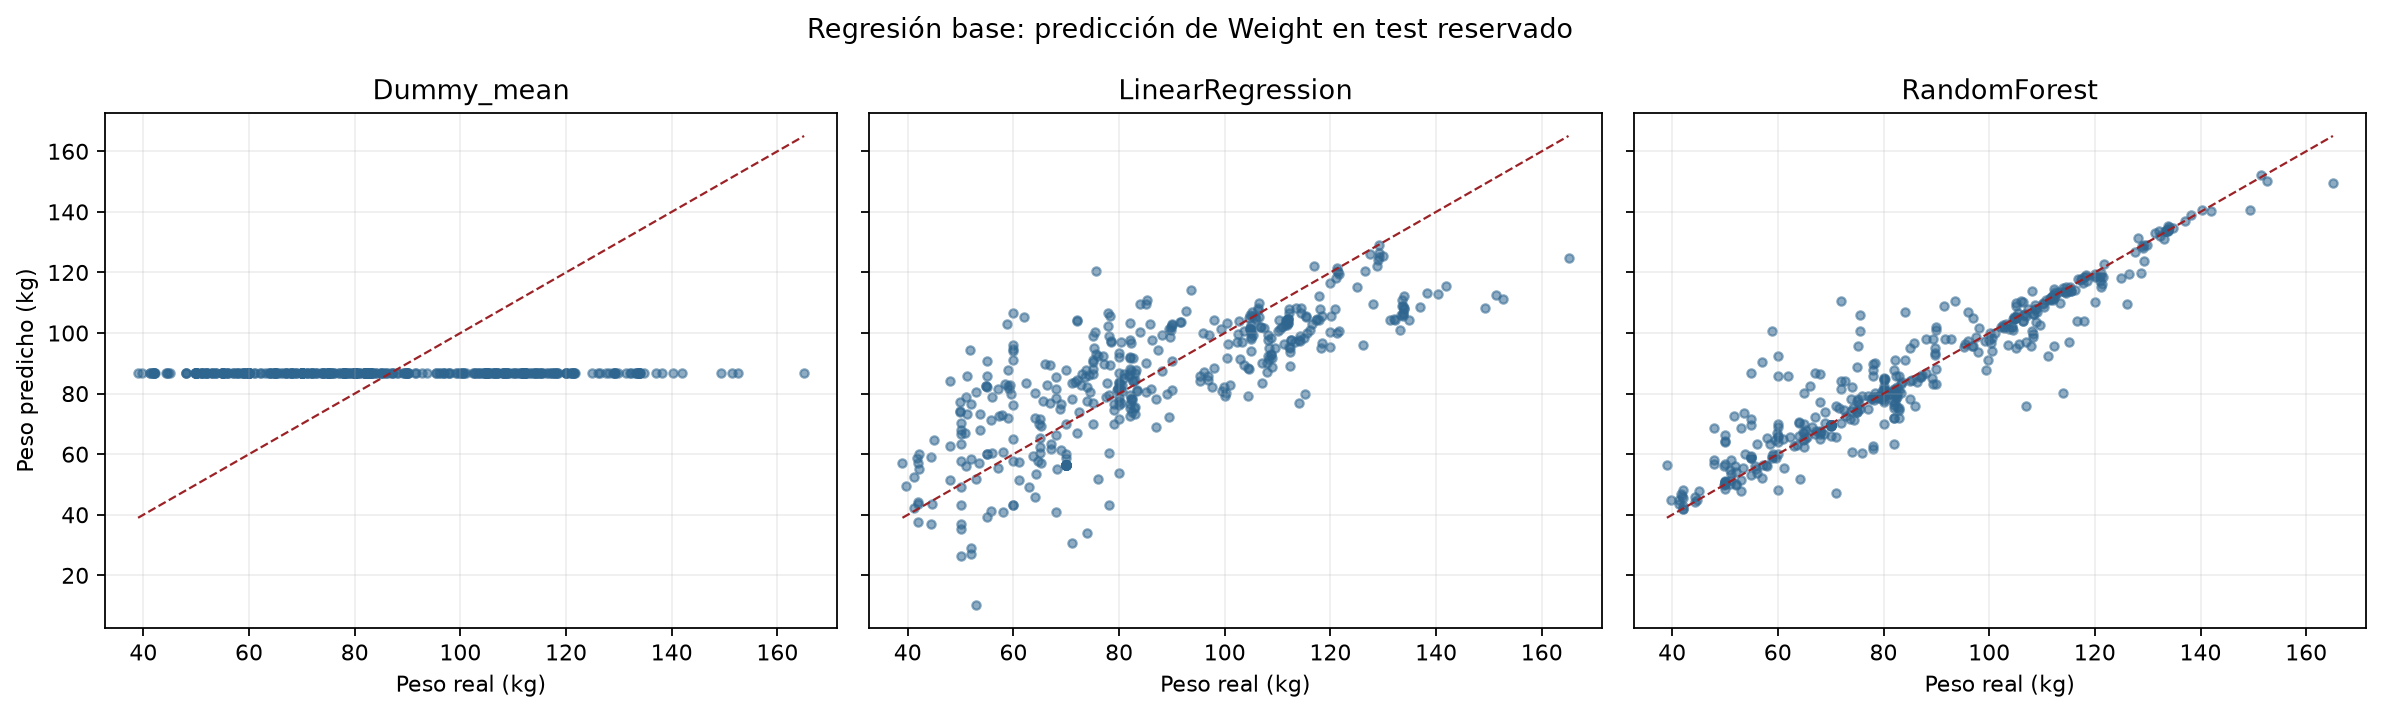 Regresión base: predicción de Weight en test reservado
Dummy_mean
LinearRegression
RandomForest
Peso predicho (kg)
160
140
120
100
80
60
40
20
40 60 80 100 120 140 160
40 60 80 100 120 140 160
40 60 80 100 120 140 160
Peso real (kg)
Peso real (kg)
Peso real (kg)